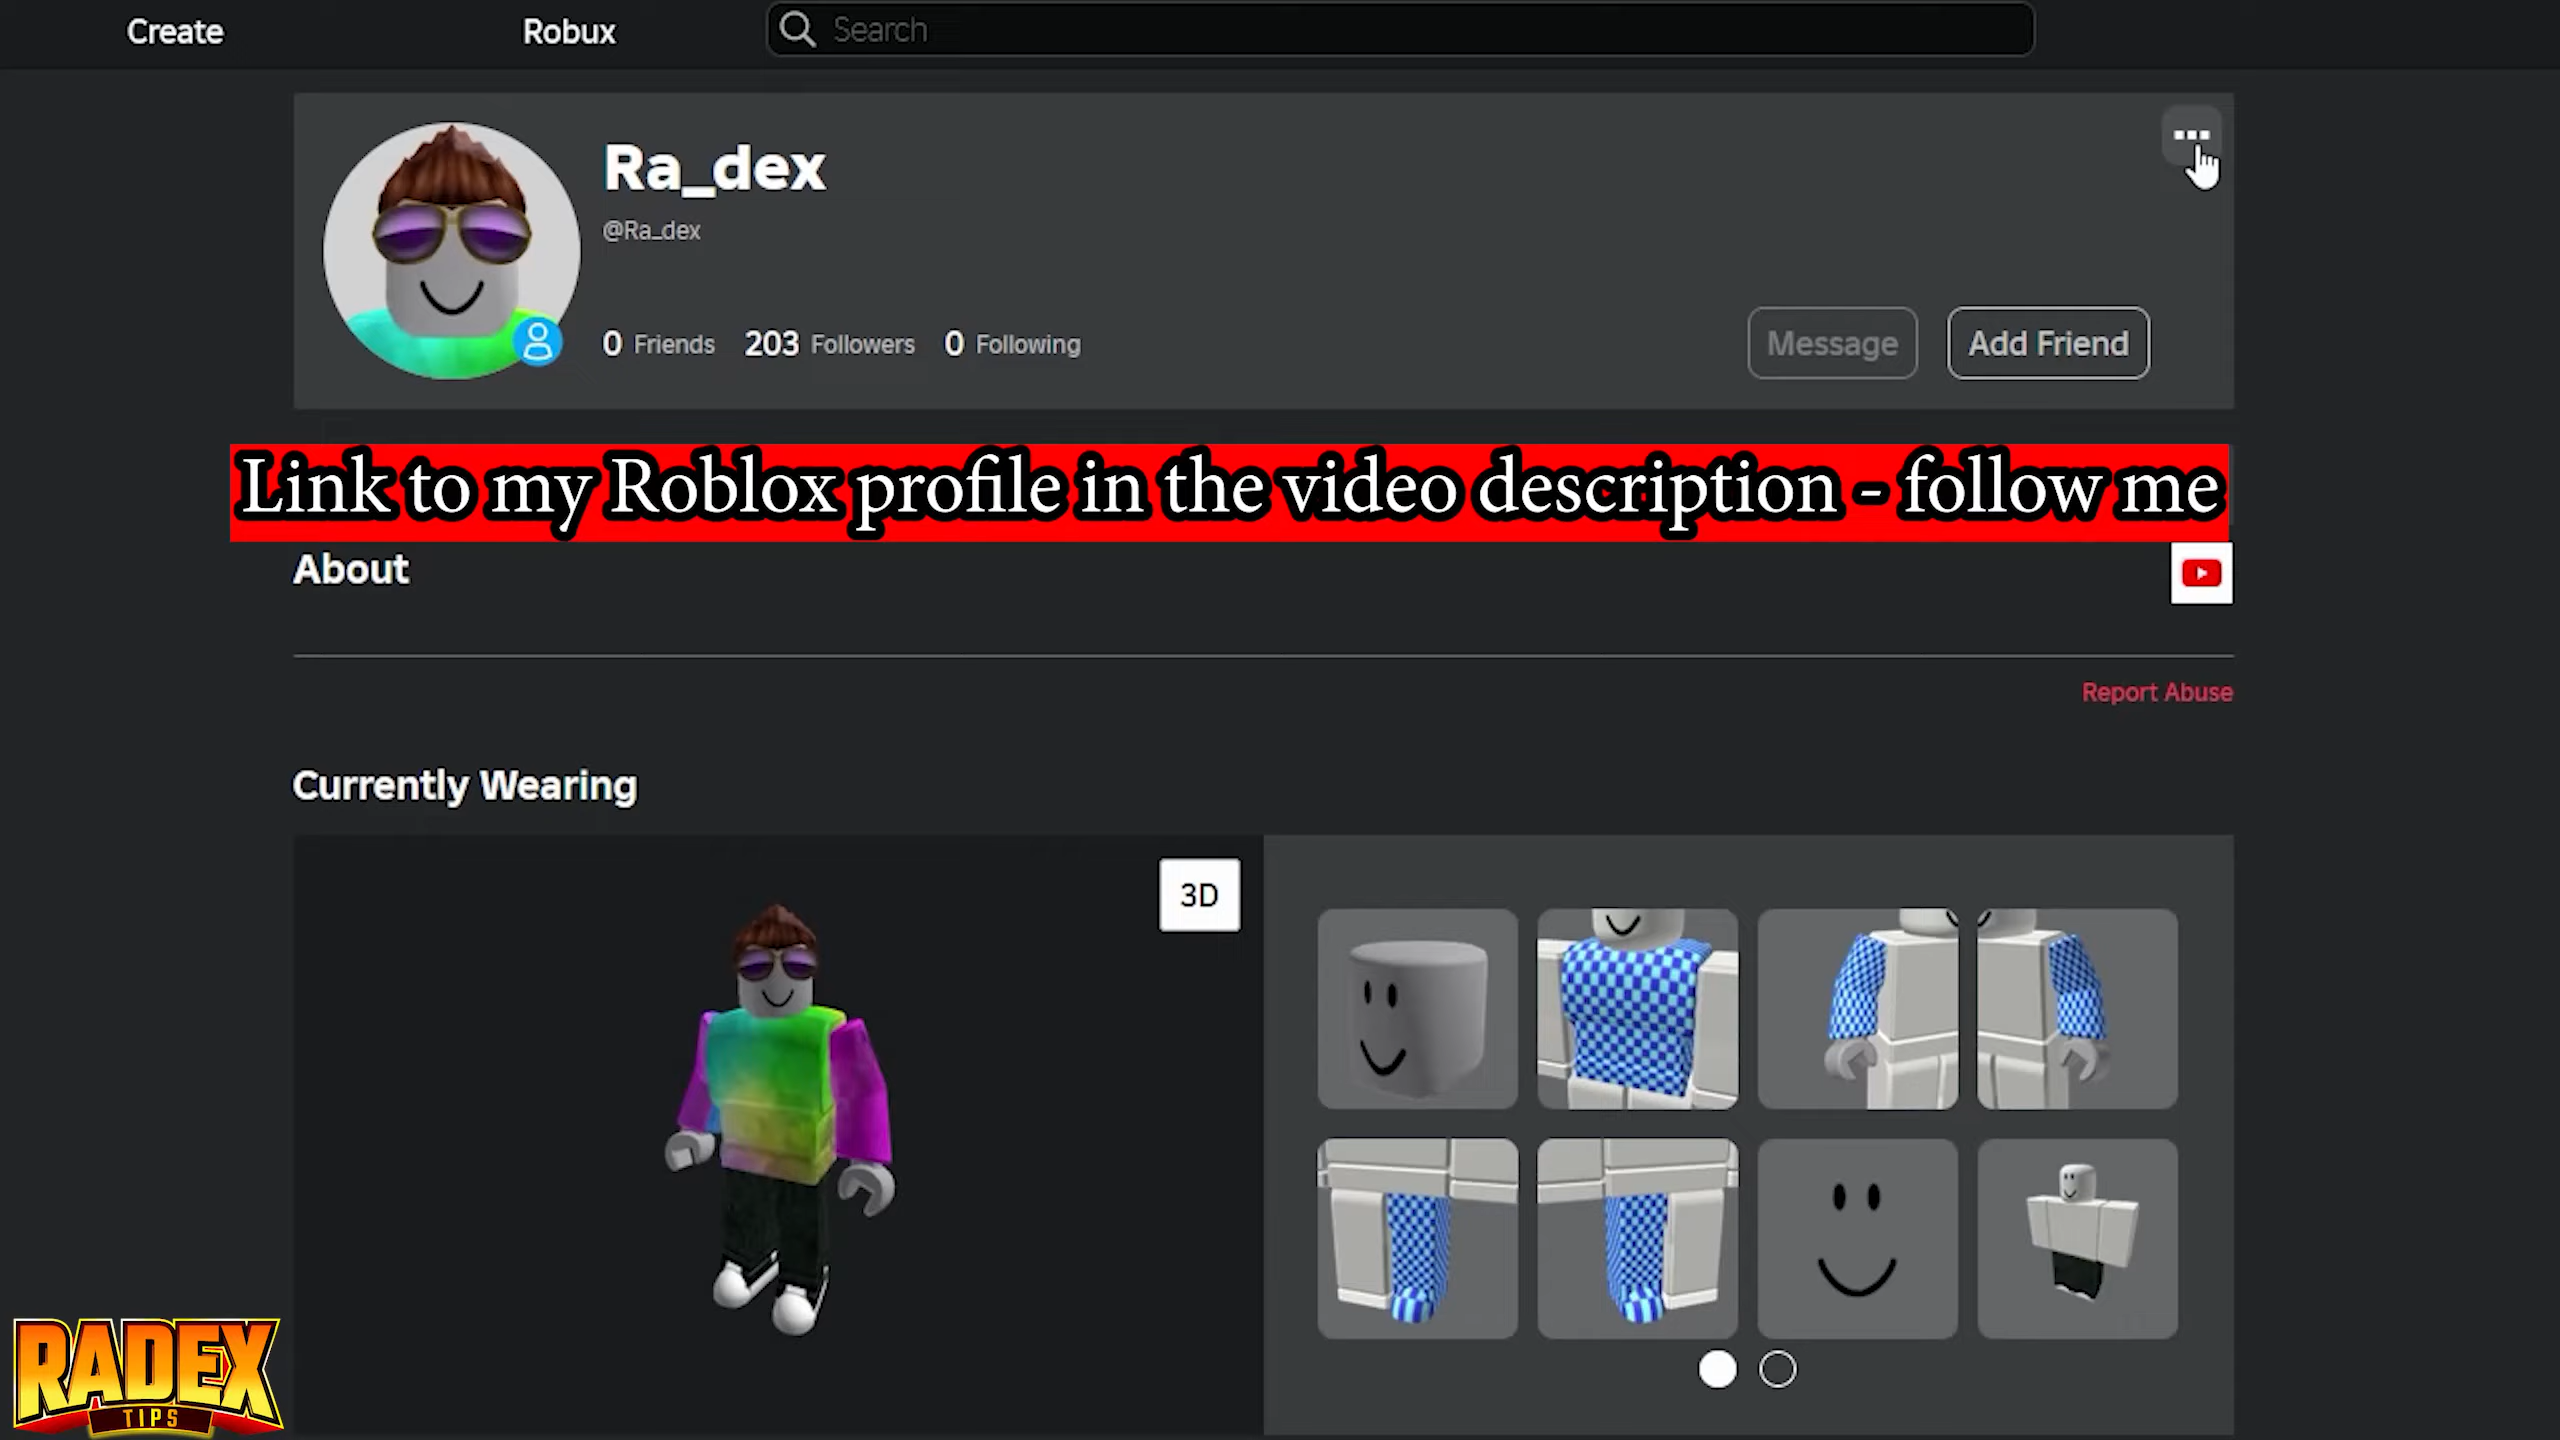 Create
Robux
Search
Ra_dex
@Ra_dex
0 Friends 203 Followers 0 Following
Message
Add Friend
Link to my Roblox profile in the video description - follow me
About
Report Abuse
Currently Wearing
3D
RADEX
TIPS